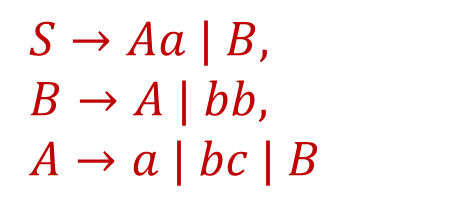 S → Aa | B,
B → A | bb,
A → a | bc | B